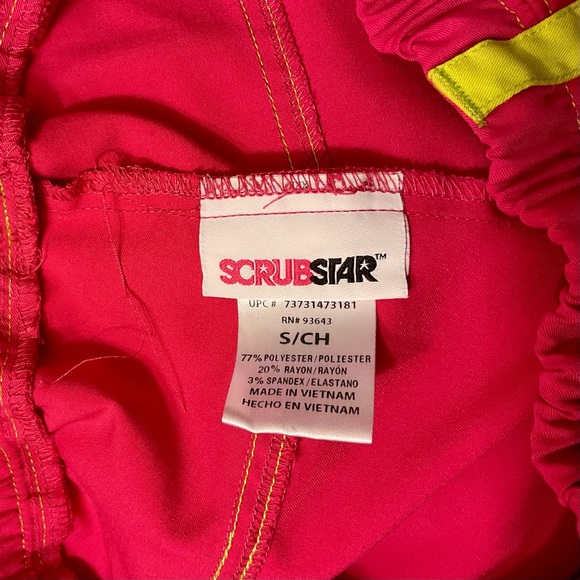 SCRUBSTAR™
UPC # 73731473181
RN# 93643
S/CH
77% POLYESTER/POLIESTER
20% RAYON/RAYÓN
3% SPANDEX/ELASTANO
MADE IN VIETNAM
HECHO EN VIETNAM